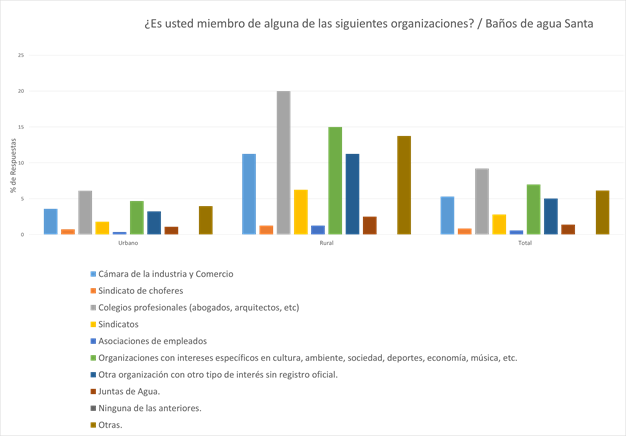 ¿Es usted miembro de alguna de las siguientes organizaciones? / Baños de agua Santa
25
20
15
10
5
0
% de Respuestas
Urbano
Rural
Total
Cámara de la industria y Comercio
Sindicato de choferes
Colegios profesionales (abogados, arquitectos, etc)
Sindicatos
Asociaciones de empleados
Organizaciones con intereses específicos en cultura, ambiente, sociedad, deportes, economía, música, etc.
Otra organización con otro tipo de interés sin registro oficial.
Juntas de Agua.
Ninguna de las anteriores.
Otras.